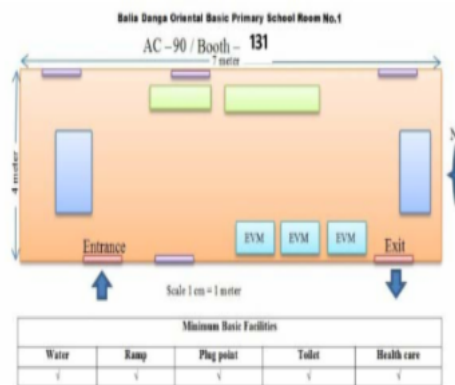 Balia Danga Oriental Basic Primary School Room No.1
AC – 90 / Booth – 131
7 meter
4 meter
N
EVM EVM EVM
Entrance
Exit
Scale 1 cm = 1 meter
Minimum Basic Facilities
Water Ramp Plug point Toilet Health care
√ √ √ √ √